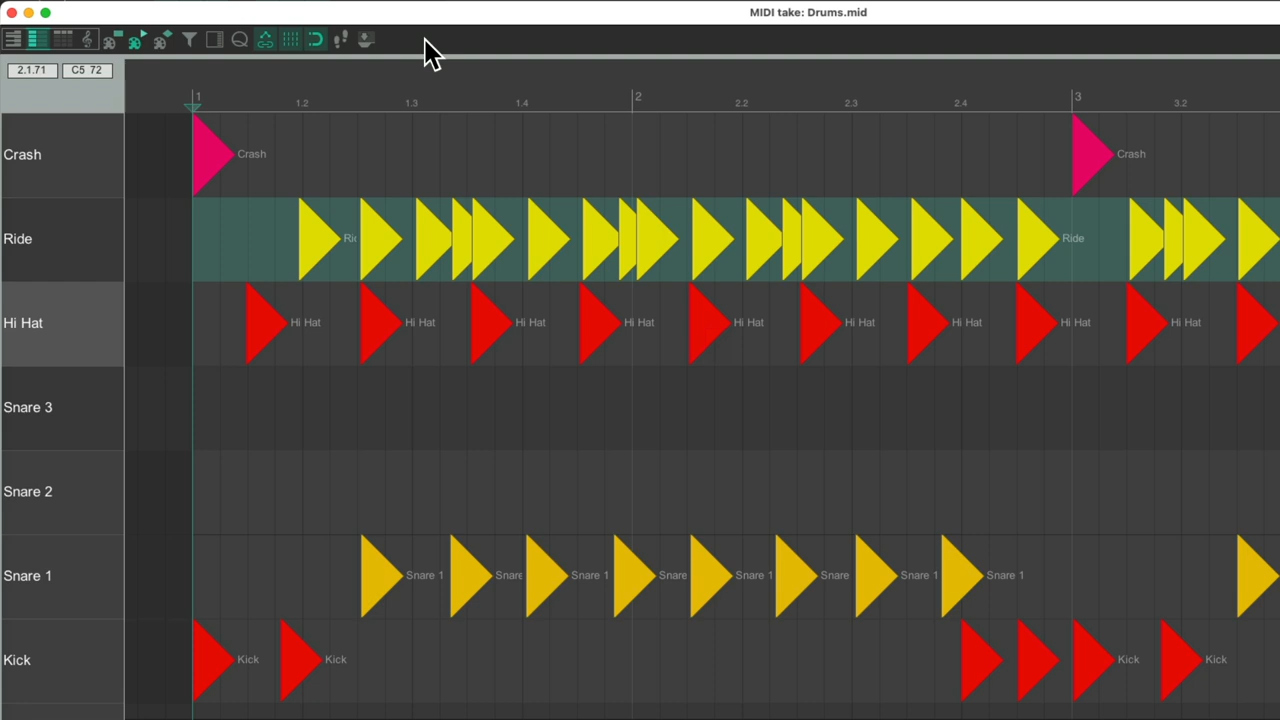 MIDI take: Drums.mid
2.1.71 C5 72
1 1.2 1.3 1.4 2 2.2 2.3 2.4 3 3.2
Crash Crash Crash
Ride Ric Ride
Hi Hat Hi Hat Hi Hat Hi Hat Hi Hat Hi Hat Hi Hat Hi Hat Hi Hat Hi Hat
Snare 3
Snare 2
Snare 1 Snare 1 Snare Snare 1 Snare Snare 1 Snare Snare 1 Snare 1
Kick Kick Kick Kick Kick